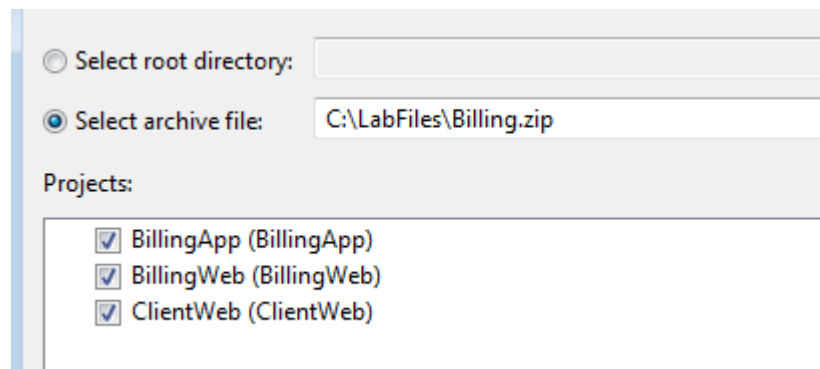 Select root directory:
Select archive file: C:\LabFiles\Billing.zip
Projects:
BillingApp (BillingApp)
BillingWeb (BillingWeb)
ClientWeb (ClientWeb)